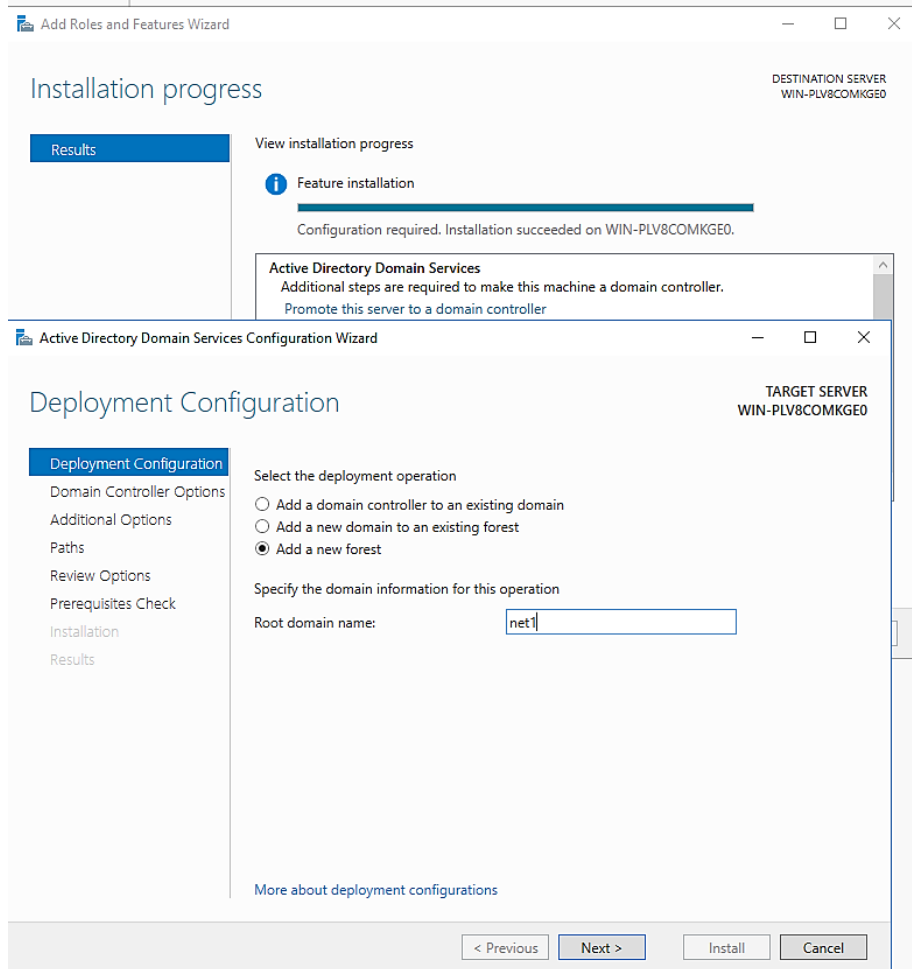 Add Roles and Features Wizard
Installation progress
DESTINATION SERVER
WIN-PLV8COMKGE0
Results
View installation progress
Feature installation
Configuration required. Installation succeeded on WIN-PLV8COMKGE0.
Active Directory Domain Services
Additional steps are required to make this machine a domain controller.
Promote this server to a domain controller
Active Directory Domain Services Configuration Wizard
Deployment Configuration
TARGET SERVER
WIN-PLV8COMKGE0
Deployment Configuration
Domain Controller Options
Additional Options
Paths
Review Options
Prerequisites Check
Installation
Results
Select the deployment operation
Add a domain controller to an existing domain
Add a new domain to an existing forest
Add a new forest
Specify the domain information for this operation
Root domain name: net1
More about deployment configurations
< Previous Next > Install Cancel